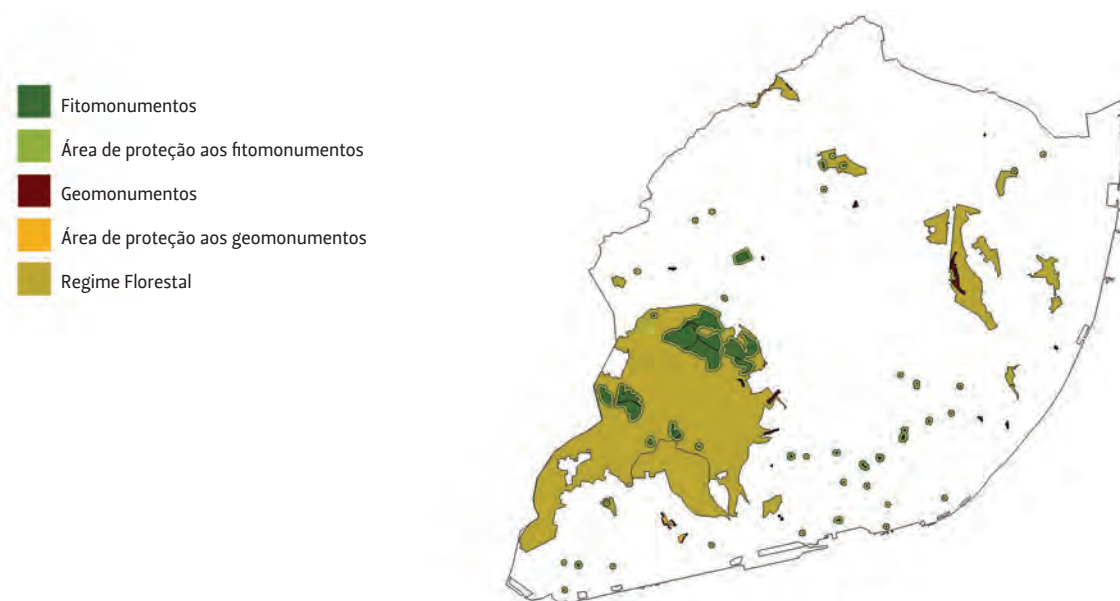 Fitomonumentos
Área de proteção aos fitomonumentos
Geomonumentos
Área de proteção aos geomonumentos
Regime Florestal